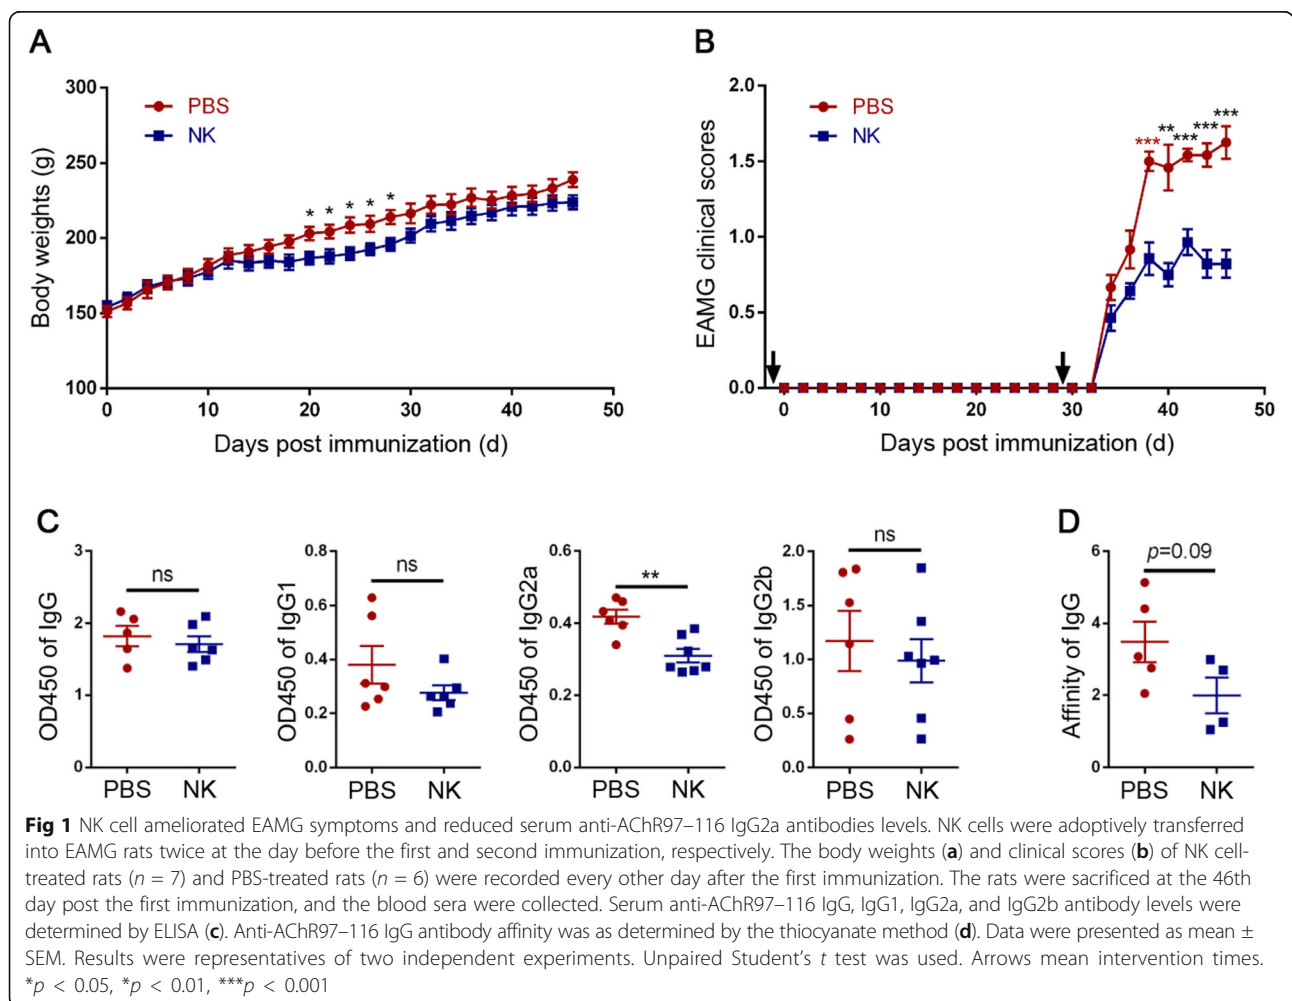 A
300
250
200
150
100
Body weights (g)
PBS
NK
* * * * *
0 10 20 30 40 50
Days post immunization (d)
B
2.0
1.5
1.0
0.5
0.0
EAMG clinical scores
PBS
NK
*** ** *** *** ***
0 10 20 30 40 50
Days post immunization (d)
C
3
2
1
0
OD450 of IgG
ns
PBS NK
0.8
0.6
0.4
0.2
0.0
OD450 of IgG1
ns
PBS NK
0.6
0.4
0.2
0.0
OD450 of IgG2a
**
PBS NK
2.0
1.5
1.0
0.5
0.0
OD450 of IgG2b
ns
PBS NK
D
6
4
2
0
Affinity of IgG
p=0.09
PBS NK
Fig 1 NK cell ameliorated EAMG symptoms and reduced serum anti-AChR97–116 IgG2a antibodies levels. NK cells were adoptively transferred
into EAMG rats twice at the day before the first and second immunization, respectively. The body weights (a) and clinical scores (b) of NK cell-
treated rats (n = 7) and PBS-treated rats (n = 6) were recorded every other day after the first immunization. The rats were sacrificed at the 46th
day post the first immunization, and the blood sera were collected. Serum anti-AChR97–116 IgG, IgG1, IgG2a, and IgG2b antibody levels were
determined by ELISA (c). Anti-AChR97–116 IgG antibody affinity was as determined by the thiocyanate method (d). Data were presented as mean ±
SEM. Results were representatives of two independent experiments. Unpaired Student's t test was used. Arrows mean intervention times.
*p < 0.05, *p < 0.01, ***p < 0.001